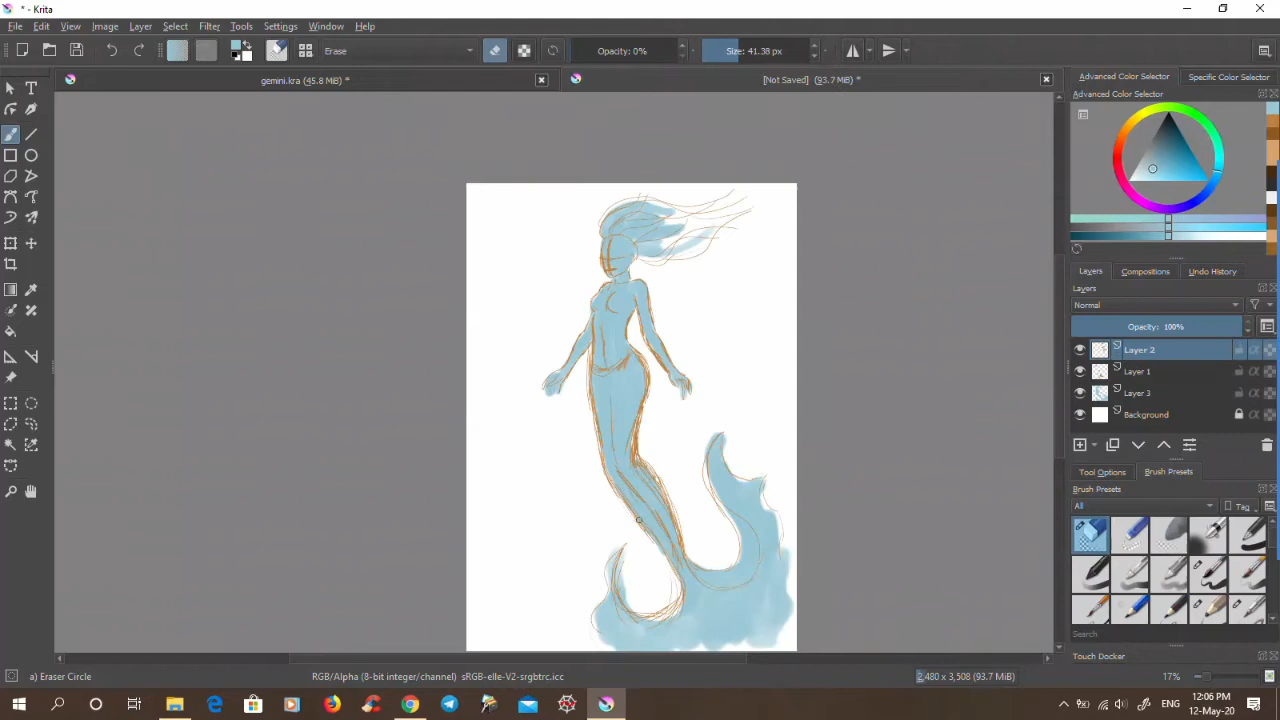 * - Krita
File Edit View Image Layer Select Filter Tools Settings Window Help
Erase Opacity: 0% Size: 41.38 px
gemini.kra (45.8 MB) * [Not Saved] (93.7 MiB) *
Advanced Color Selector Specific Color Selector
Advanced Color Selector
Layers Compositions Undo History
Layers
Normal
Opacity: 100%
Layer 2
Layer 1
Layer 3
Background
Tool Options Brush Presets
Brush Presets
All Tag
Search
Touch Docker
a) Eraser Circle RGB/Alpha (8-bit integer/channel) sRGB-elle-V2-srgbtrc.icc 2,480 x 3,508 (93.7 MiB) 17%
ENG 12:06 PM
12-May-20